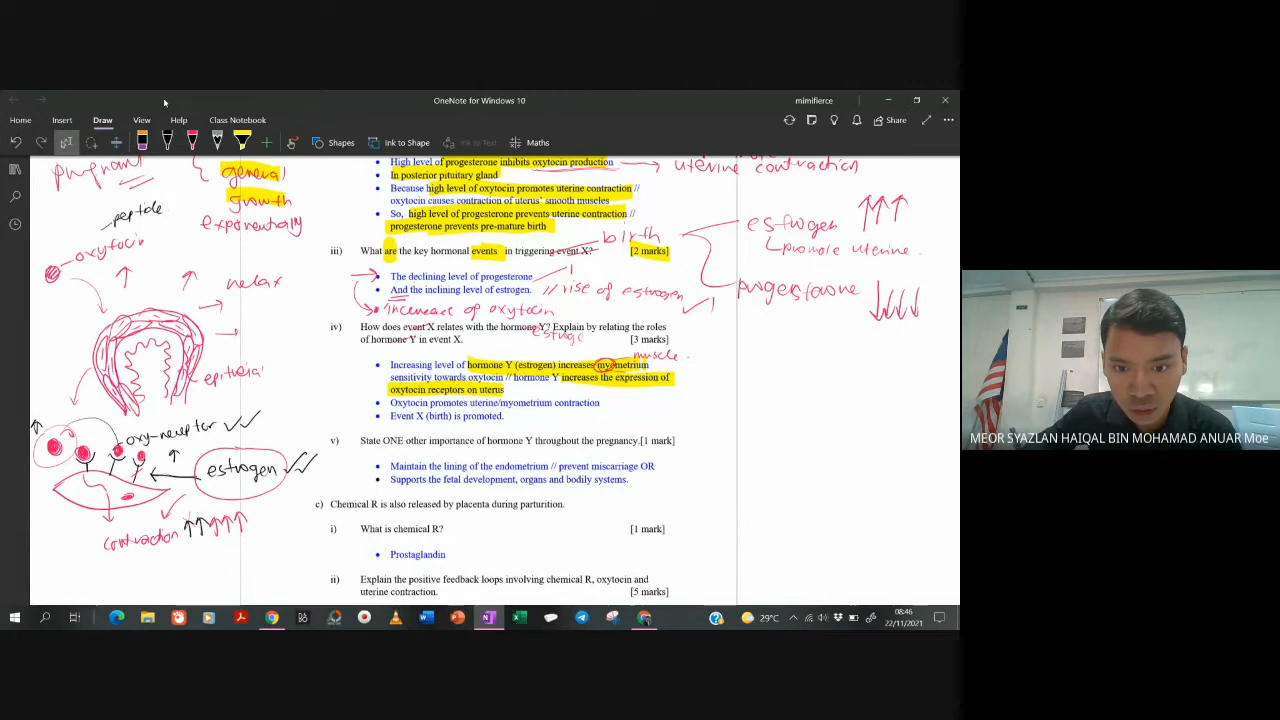 OneNote for Windows 10
mimifierce
Home
Insert
Draw
View
Help
Class Notebook
Share
Shapes
Ink to Shape
Ink to Text
Maths
pregnant
general
growth
exponentially
peptide
oxytocin
relax
epithelial
oxy-receptor
estrogen
contraction
• High level of progesterone inhibits oxytocin production
uterine contraction
• In posterior pituitary gland
• Because high level of oxytocin promotes uterine contraction //
oxytocin causes contraction of uterus' smooth muscles
• So, high level of progesterone prevents uterine contraction //
progesterone prevents pre-mature birth
birth
estrogen
promote uterine
progesterone
iii) What are the key hormonal events in triggering event X? [2 marks]
• The declining level of progesterone
• And the inclining level of estrogen.
// rise of estrogen
• increase of oxytocin
iv) How does event X relates with the hormone Y? Explain by relating the roles
of hormone Y in event X. [3 marks]
muscle
• Increasing level of hormone Y (estrogen) increases myometrium
sensitivity towards oxytocin // hormone Y increases the expression of
oxytocin receptors on uterus
• Oxytocin promotes uterine/myometrium contraction
• Event X (birth) is promoted.
v) State ONE other importance of hormone Y throughout the pregnancy.[1 mark]
• Maintain the lining of the endometrium // prevent miscarriage OR
• Supports the fetal development, organs and bodily systems.
c) Chemical R is also released by placenta during parturition.
i) What is chemical R? [1 mark]
• Prostaglandin
ii) Explain the positive feedback loops involving chemical R, oxytocin and
uterine contraction. [5 marks]
29°C
08:46
22/11/2021
MEOR SYAZLAN HAIQAL BIN MOHAMAD ANUAR Moe